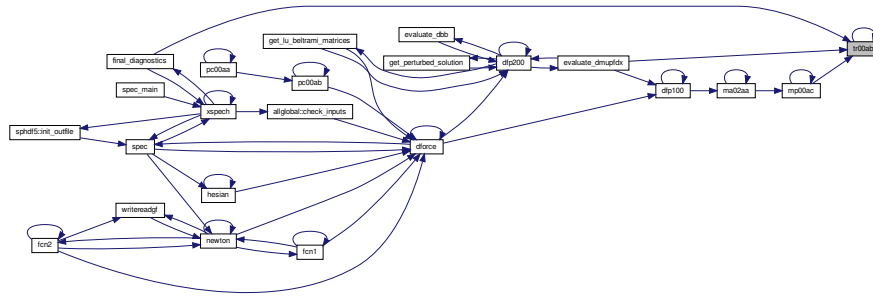 get_lu_beltrami_matrices
evaluate_dbb
tr00ab
final_diagnostics
pc00aa
get_perturbed_solution
dfp200
evaluate_dmupfdx
pc00ab
spec_main
dfp100
ma02aa
mp00ac
xspech
allglobal::check_inputs
sphdf5::init_outfile
spec
dforce
hesian
writereadgf
fcn2
newton
fcn1